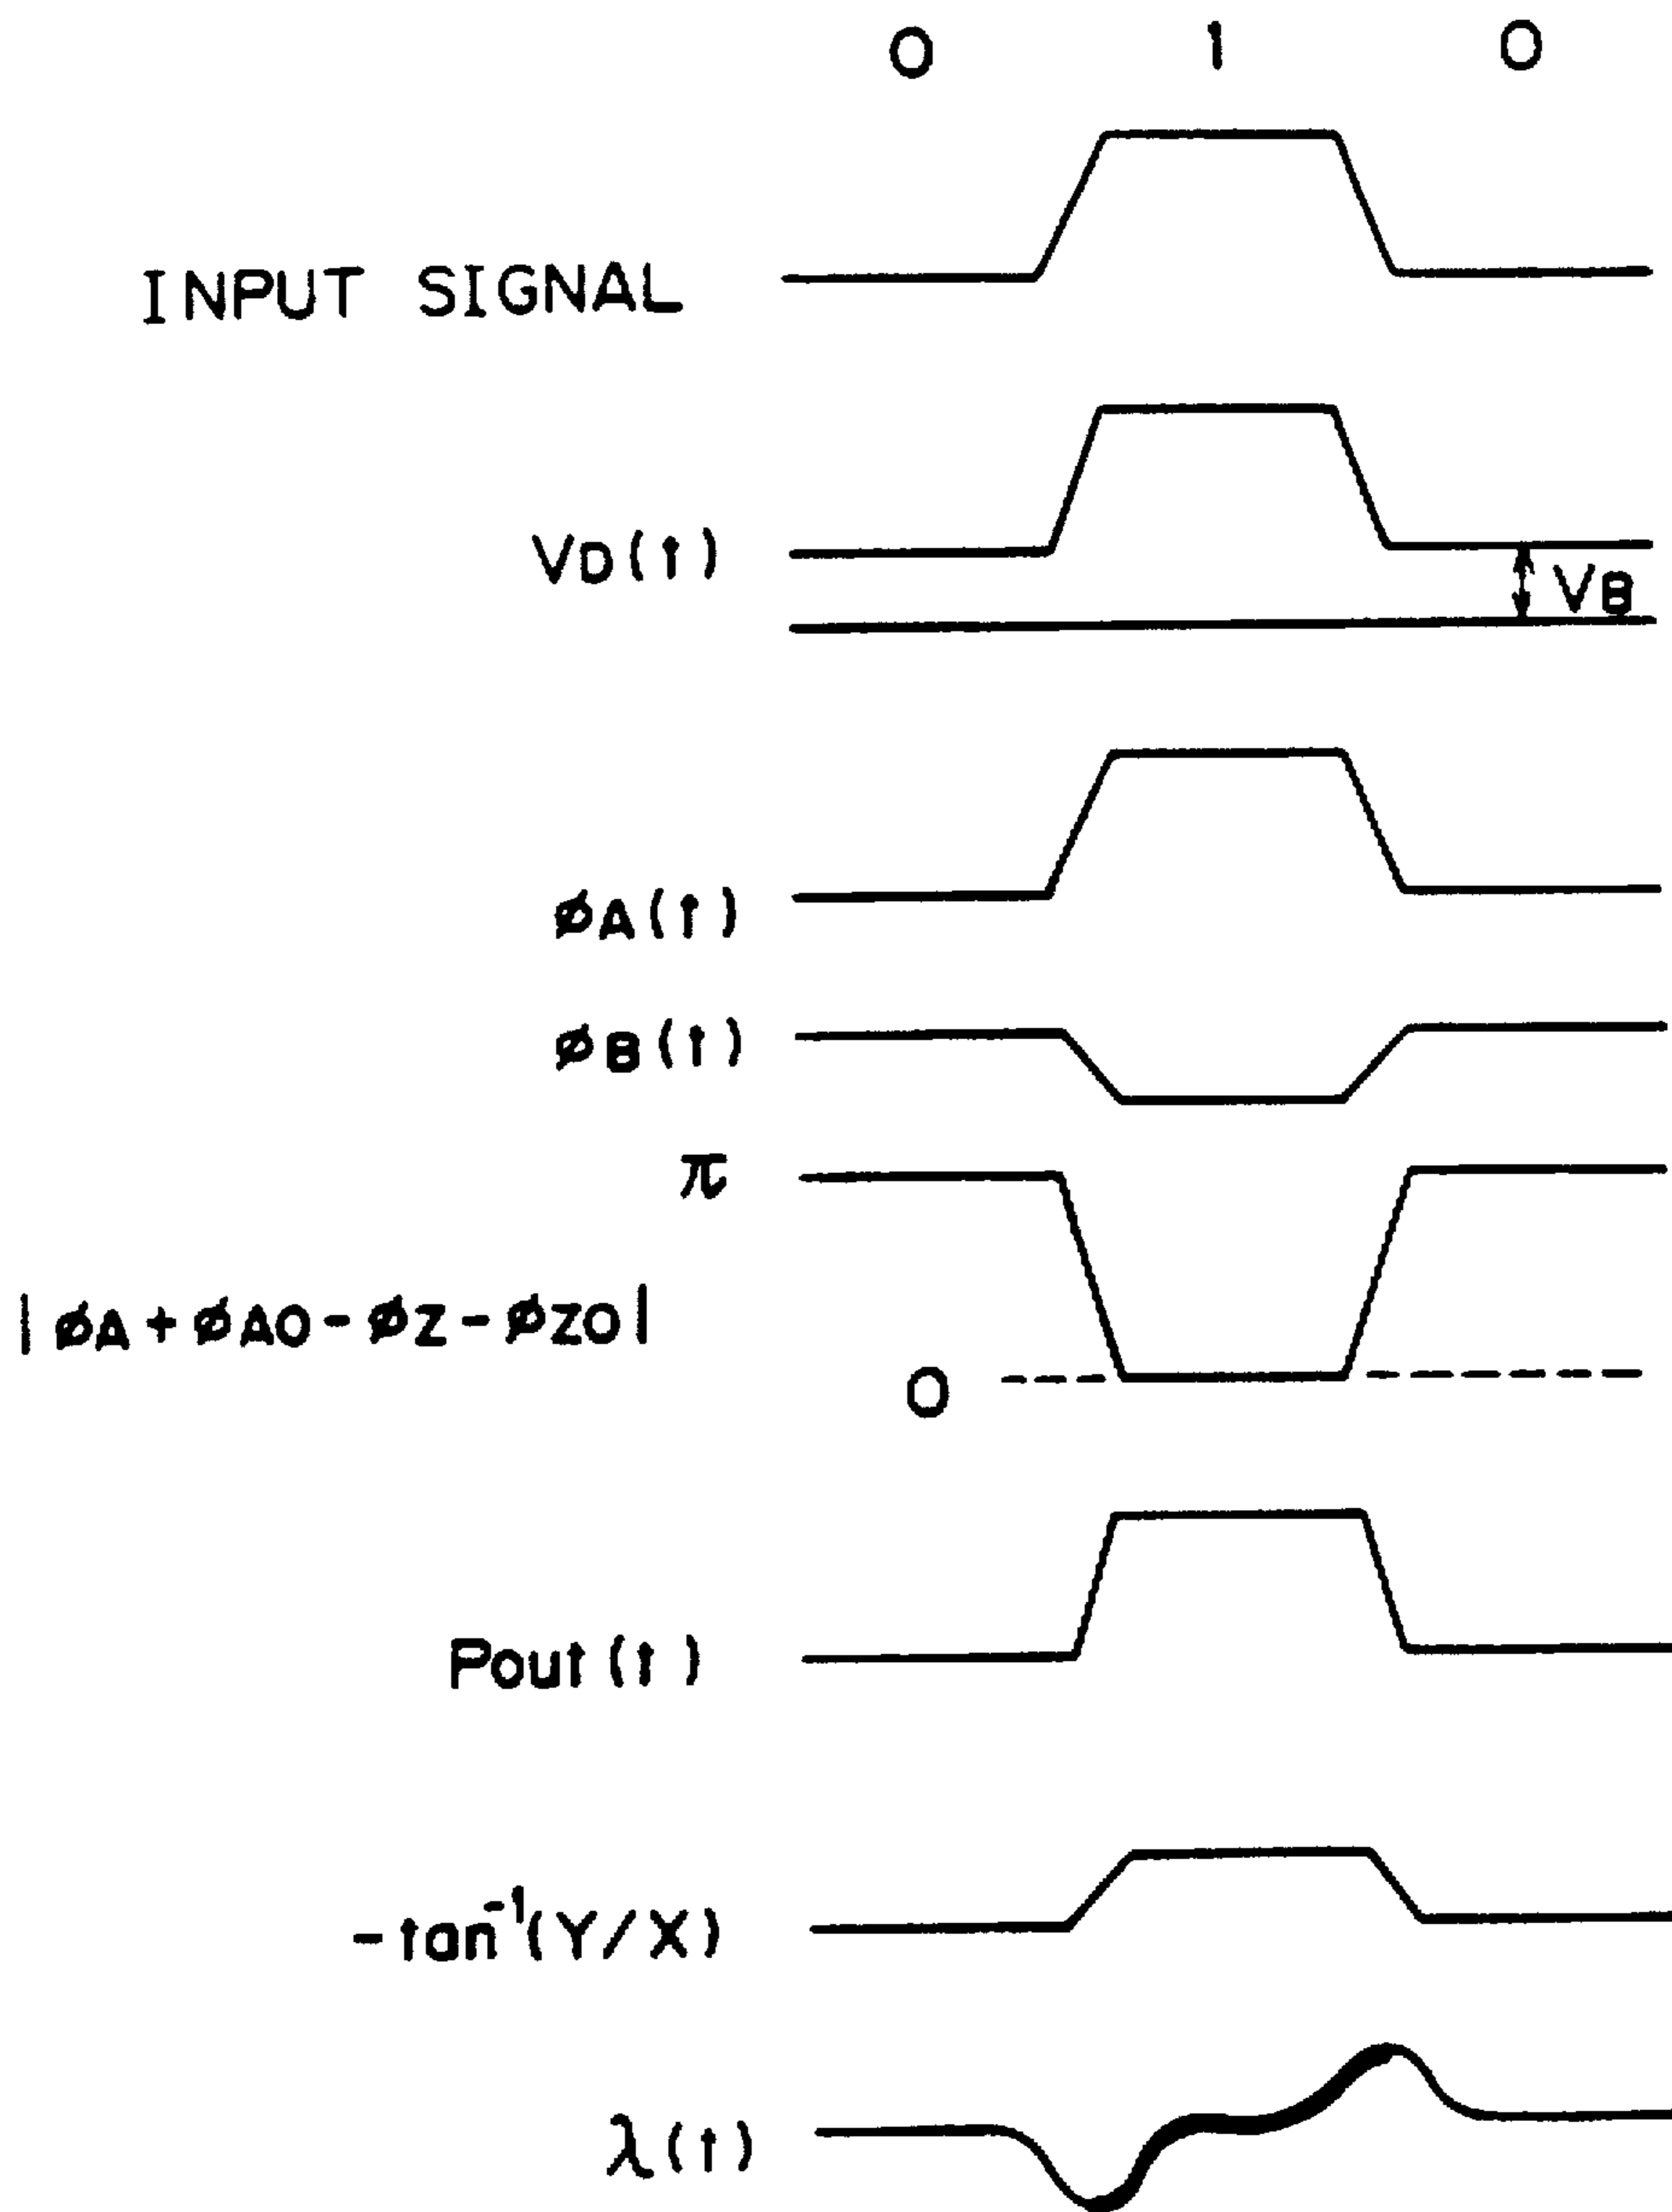 0 1 0
INPUT SIGNAL
VD(t)
VB
øA(t)
øB(t)
π
|øA+øAO-øZ-øZO|
0
Pout(t)
-tan⁻¹(Y/X)
λ(t)